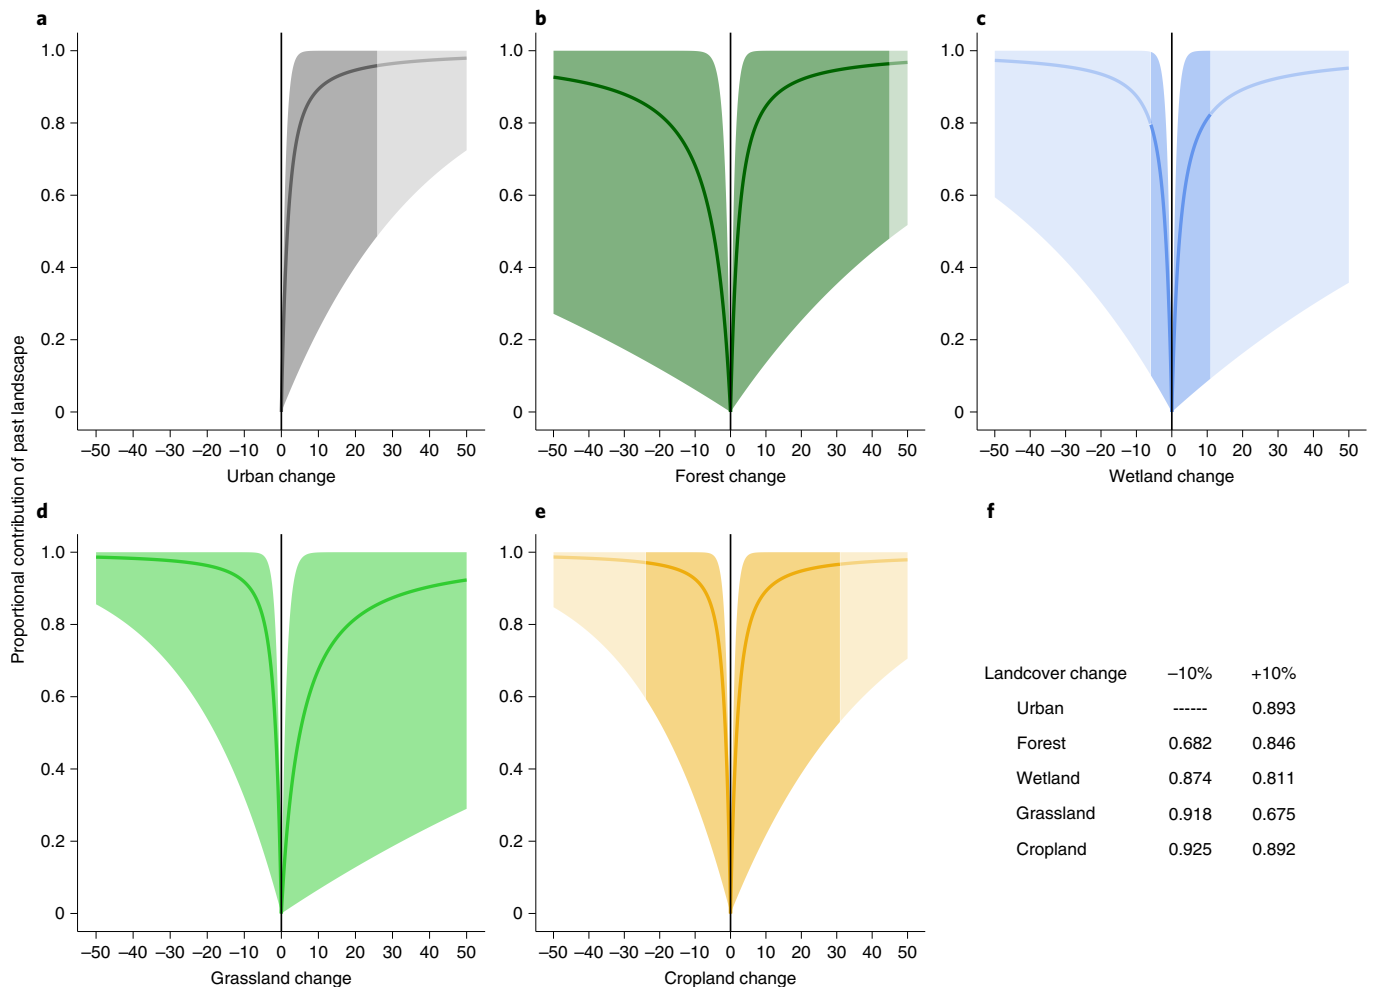 a
1.0
0.8
0.6
0.4
0.2
0
–50 –40 –30 –20 –10 0 10 20 30 40 50
Urban change
b
1.0
0.8
0.6
0.4
0.2
0
–50 –40 –30 –20 –10 0 10 20 30 40 50
Forest change
c
1.0
0.8
0.6
0.4
0.2
0
–50 –40 –30 –20 –10 0 10 20 30 40 50
Wetland change
Proportional contribution of past landscape
d
1.0
0.8
0.6
0.4
0.2
0
–50 –40 –30 –20 –10 0 10 20 30 40 50
Grassland change
e
1.0
0.8
0.6
0.4
0.2
0
–50 –40 –30 –20 –10 0 10 20 30 40 50
Cropland change
f
Landcover change –10% +10%
Urban ------ 0.893
Forest 0.682 0.846
Wetland 0.874 0.811
Grassland 0.918 0.675
Cropland 0.925 0.892